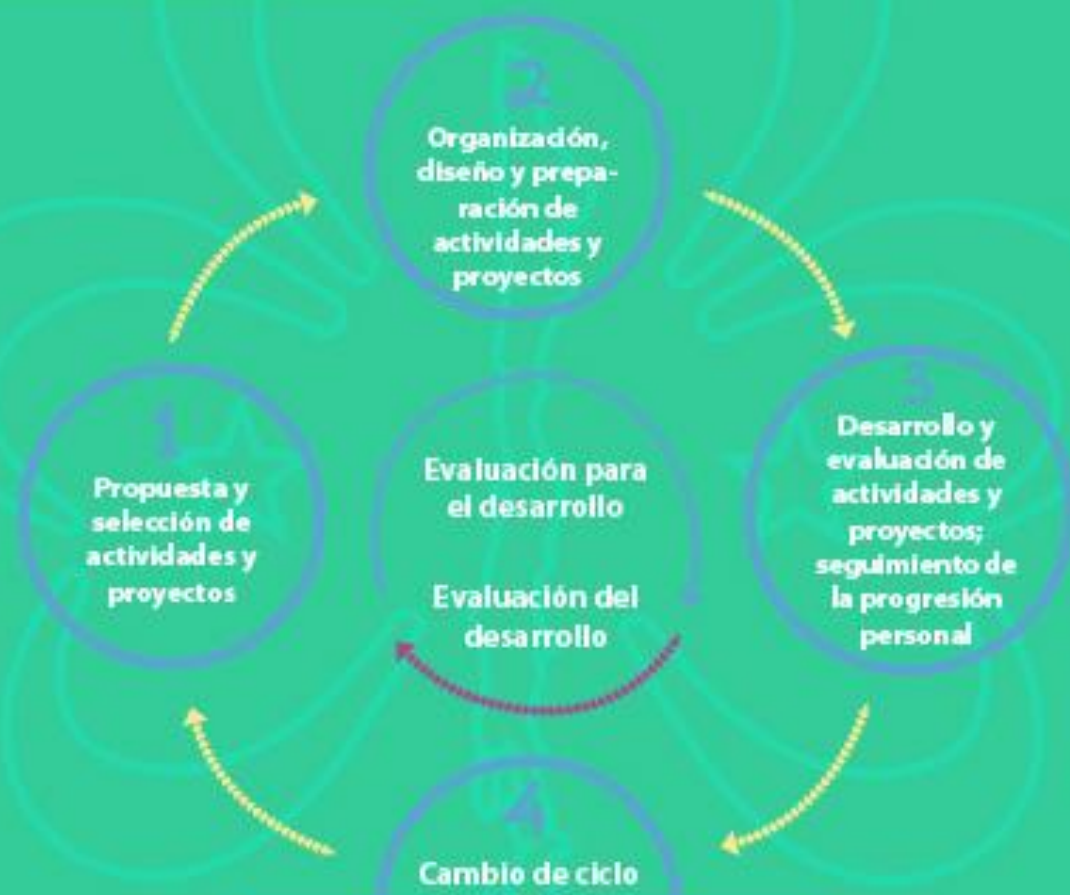 2
Organización,
diseño y prepa-
ración de
actividades y
proyectos
1
Propuesta y
selección de
actividades y
proyectos
Evaluación para
el desarrollo
Evaluación del
desarrollo
3
Desarrollo y
evaluación de
actividades y
proyectos;
seguimiento de
la progresión
personal
4
Cambio de ciclo